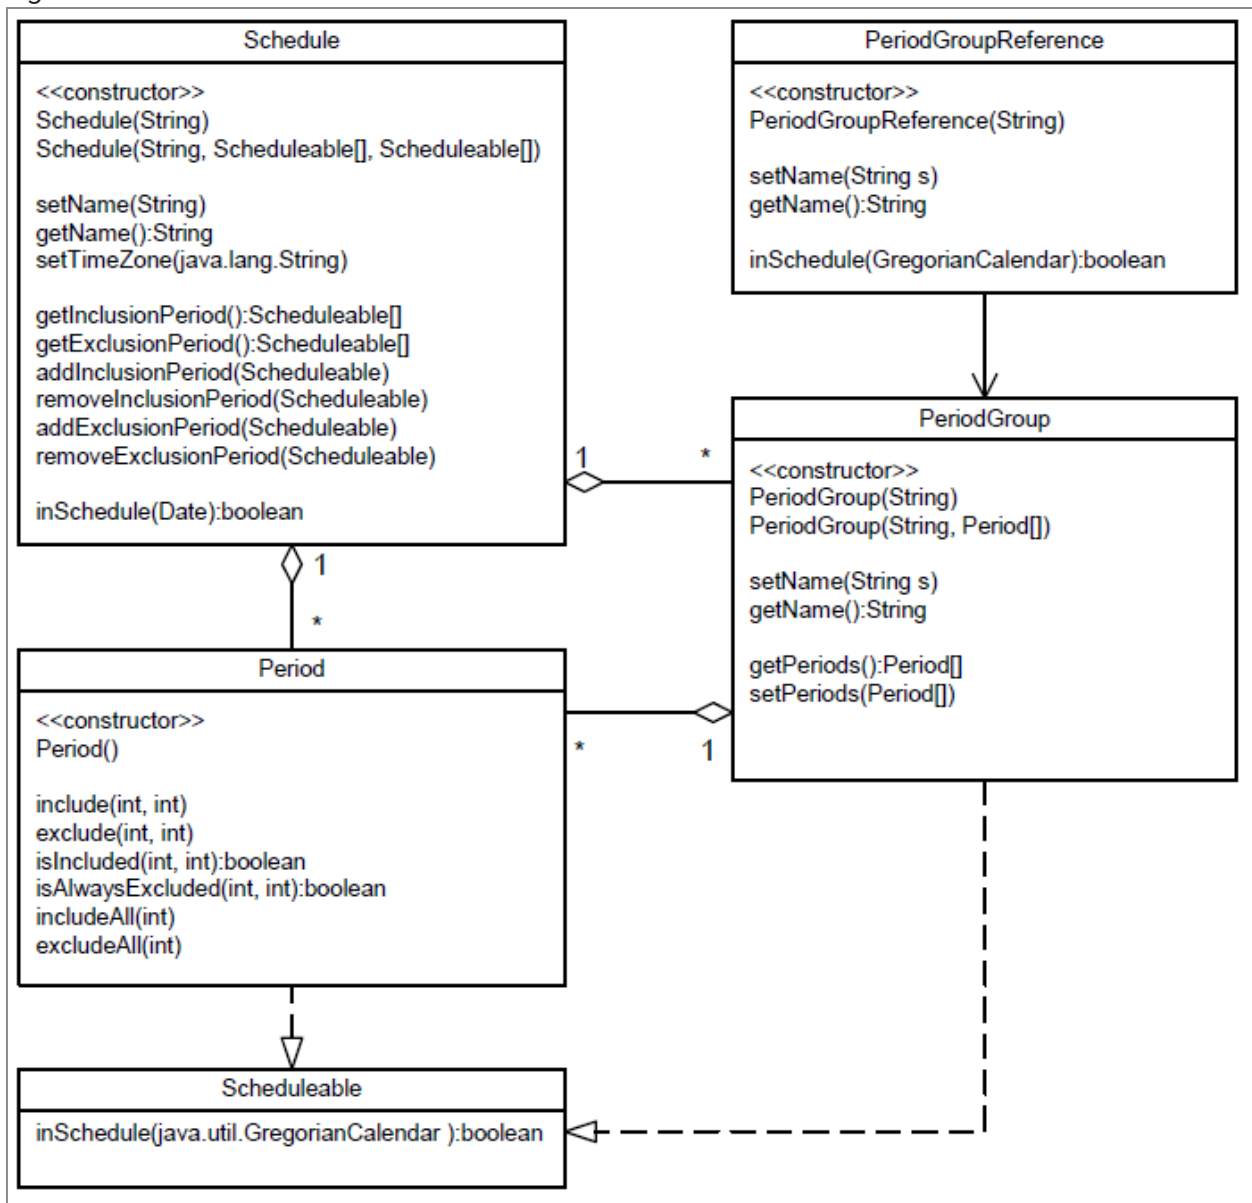 Schedule
<<constructor>>
Schedule(String)
Schedule(String, Scheduleable[], Scheduleable[])
setName(String)
getName():String
setTimeZone(java.lang.String)
getInclusionPeriod():Scheduleable[]
getExclusionPeriod():Scheduleable[]
addInclusionPeriod(Scheduleable)
removeInclusionPeriod(Scheduleable)
addExclusionPeriod(Scheduleable)
removeExclusionPeriod(Scheduleable)
inSchedule(Date):boolean
PeriodGroupReference
<<constructor>>
PeriodGroupReference(String)
setName(String s)
getName():String
inSchedule(GregorianCalendar):boolean
1
*
PeriodGroup
<<constructor>>
PeriodGroup(String)
PeriodGroup(String, Period[])
setName(String s)
getName():String
getPeriods():Period[]
setPeriods(Period[])
1
*
Period
<<constructor>>
Period()
include(int, int)
exclude(int, int)
isIncluded(int, int):boolean
isAlwaysExcluded(int, int):boolean
includeAll(int)
excludeAll(int)
*
1
Scheduleable
inSchedule(java.util.GregorianCalendar ):boolean